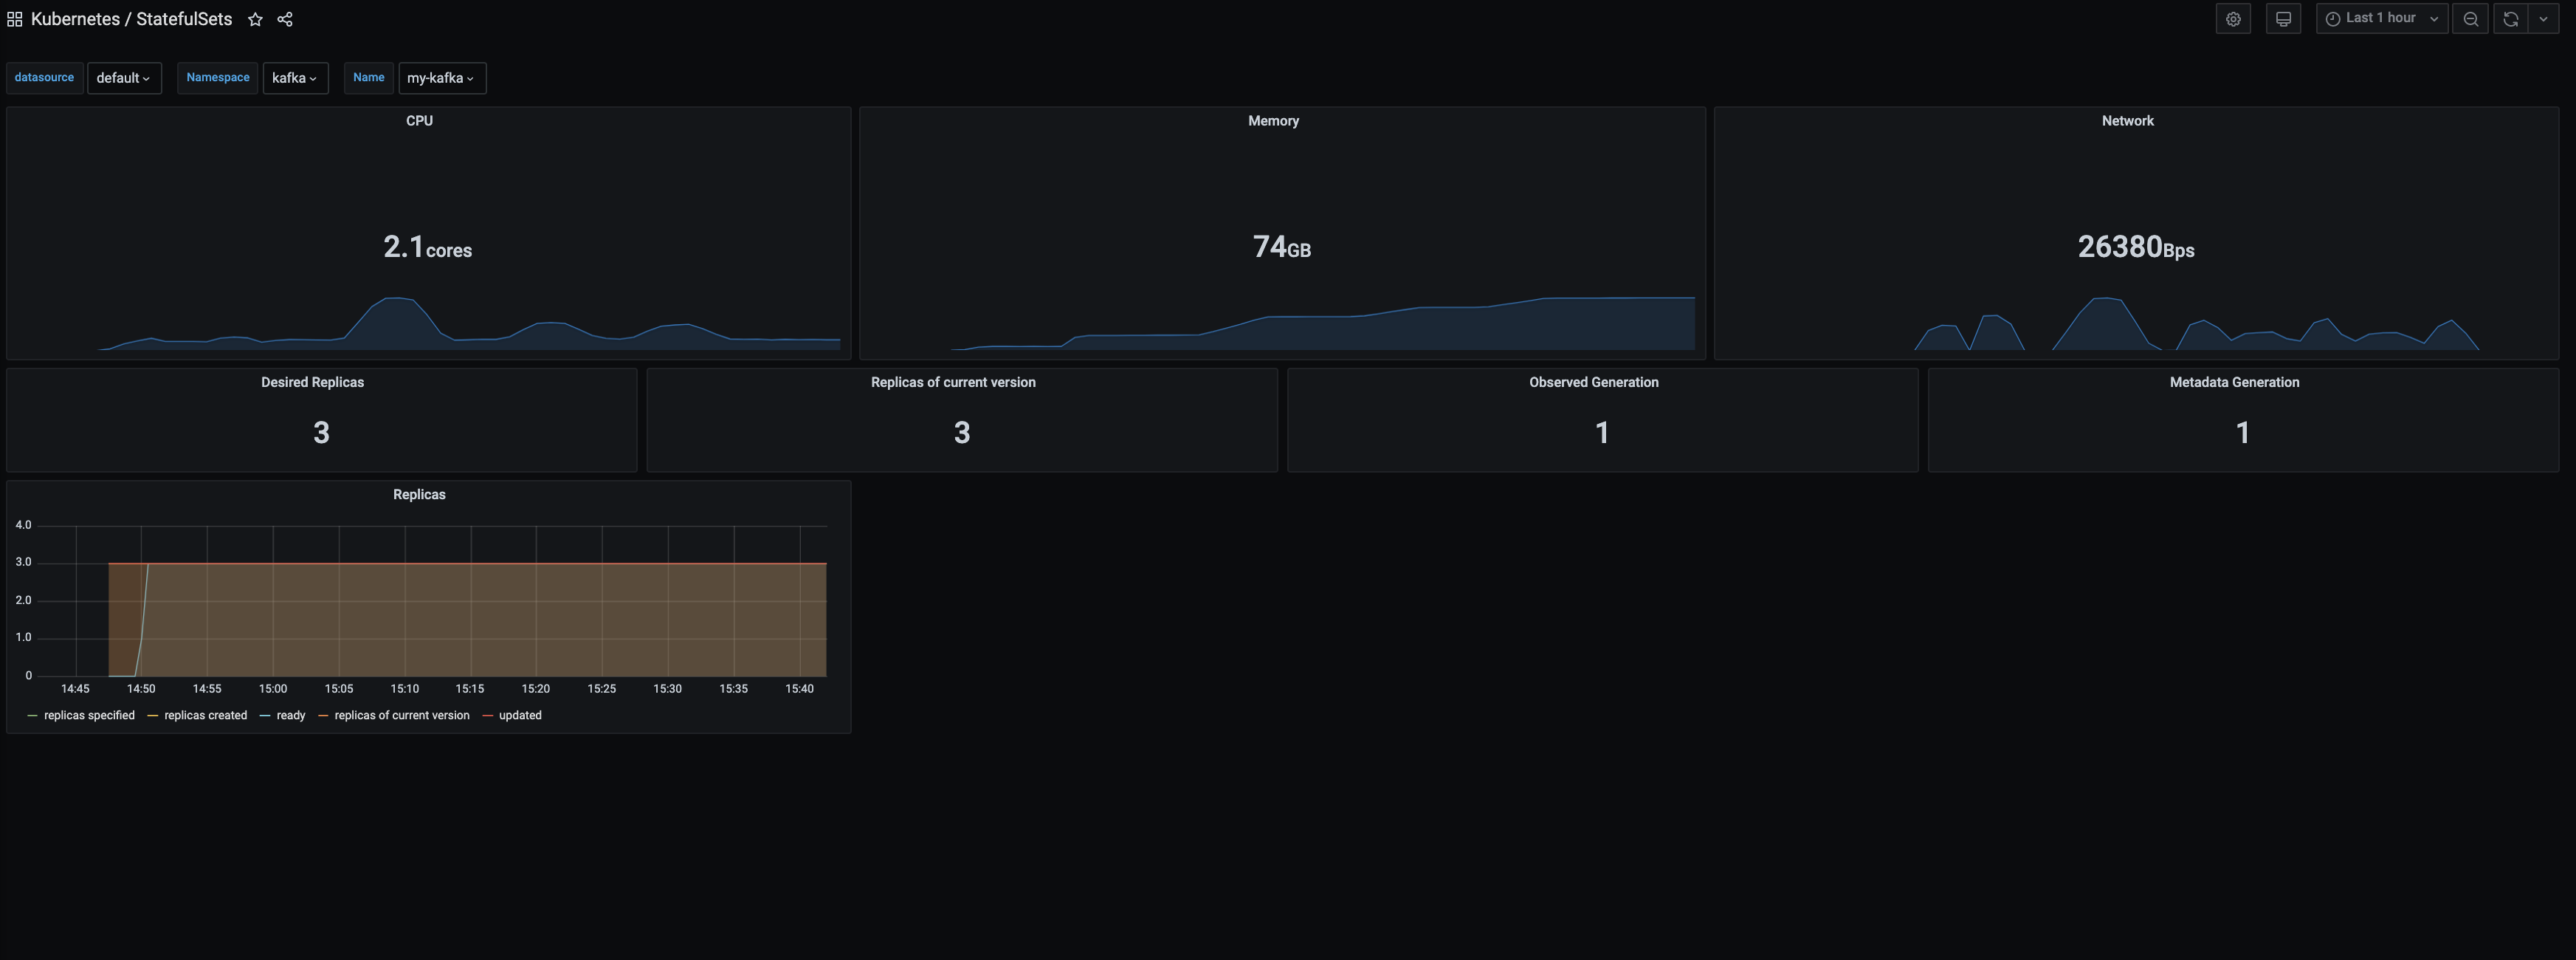 Kubernetes / StatefulSets
Last 1 hour
datasource default Namespace kafka Name my-kafka
CPU
2.1cores
Memory
74GB
Network
26380Bps
Desired Replicas
3
Replicas of current version
3
Observed Generation
1
Metadata Generation
1
Replicas
4.0
3.0
2.0
1.0
0
14:45 14:50 14:55 15:00 15:05 15:10 15:15 15:20 15:25 15:30 15:35 15:40
replicas specified replicas created ready replicas of current version updated